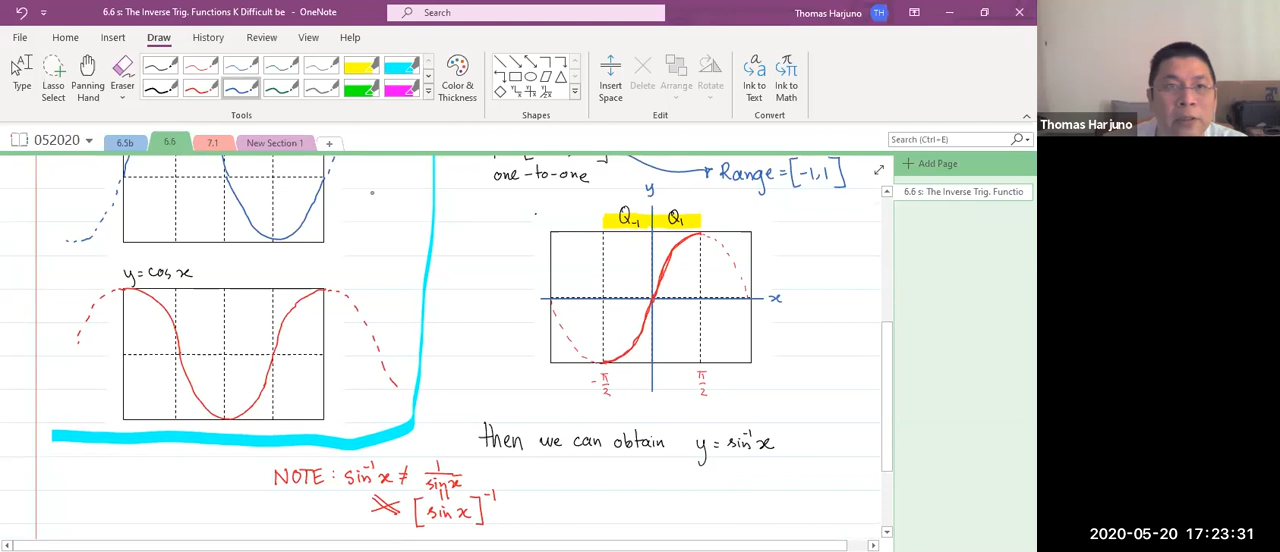 6.6 s: The Inverse Trig. Functions K Difficult be - OneNote
Search
Thomas Harjuno TH
File Home Insert Draw History Review View Help
Type Lasso Select Panning Hand Eraser
Color & Thickness
Insert Space Delete Arrange Rotate
Ink to Text Ink to Math
Tools Shapes Edit Convert
Thomas Harjuno
052020 6.5b 6.6 7.1 New Section 1 +
Search (Ctrl+E)
Add Page
6.6 s: The Inverse Trig. Functio
one-to-one
Range = [-1,1]
y
Q₋₁ Q₁
y = cos x
x
-π/2 π/2
then we can obtain y = sin⁻¹x
NOTE: sin⁻¹x ≠ 1/sin x
[sin x]⁻¹
2020-05-20 17:23:31